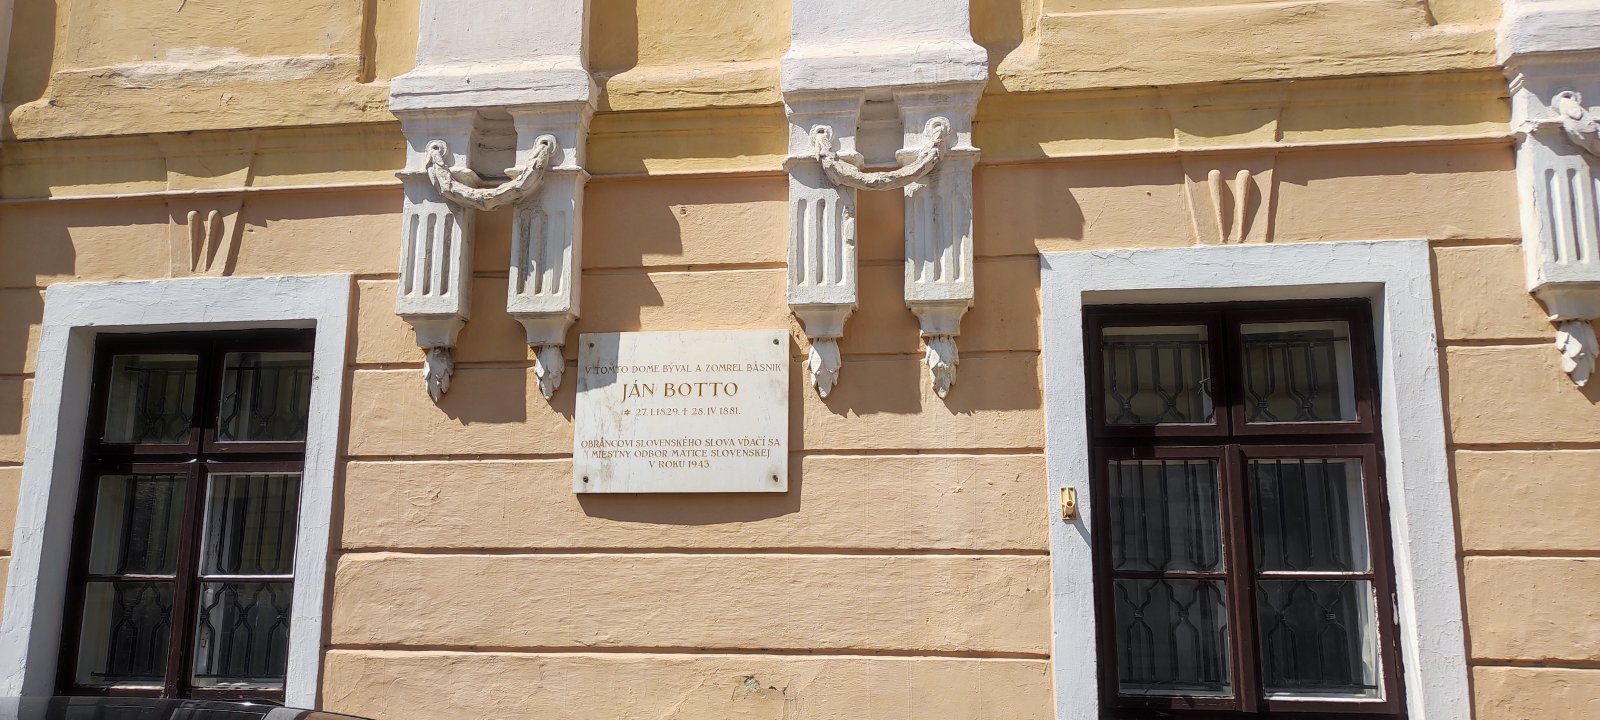 V TOMTO DOME BÝVAL A ZOMREL BÁSNIK
JÁN BOTTO
* 27.I.1829. ✝ 28.IV.1881.
OBRANCOVI SLOVENSKÉHO SLOVA VĎAČÍ SA
MIESTNY ODBOR MATICE SLOVENSKEJ
V ROKU 1943.